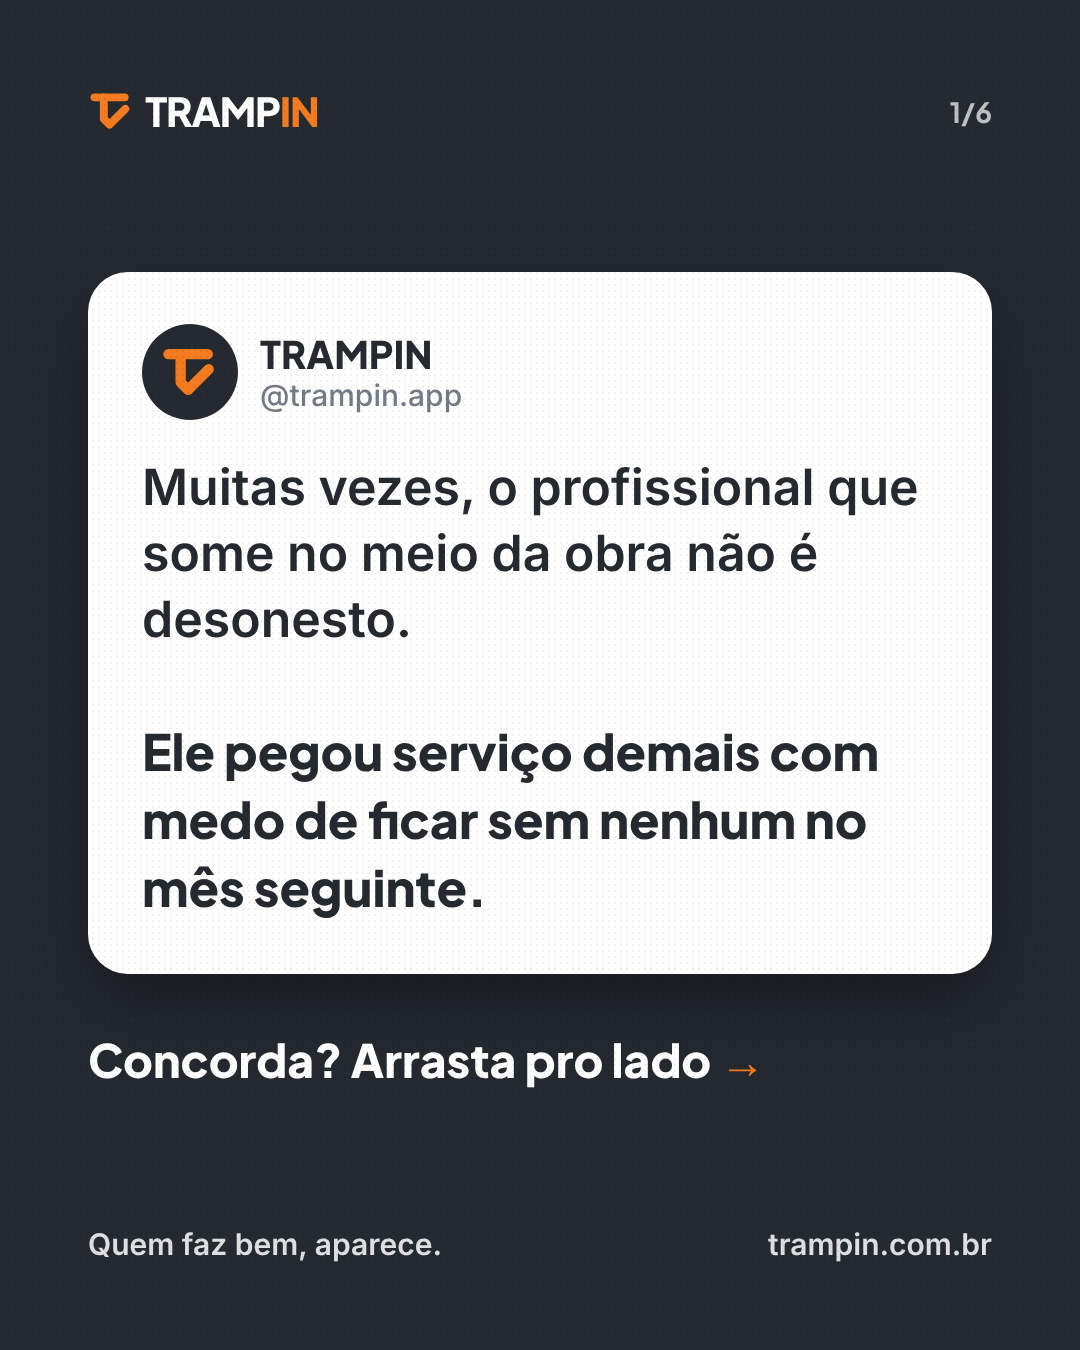 TRAMPIN
1/6
TRAMPIN
@trampin.app
Muitas vezes, o profissional que
some no meio da obra não é
desonesto.
Ele pegou serviço demais com
medo de ficar sem nenhum no
mês seguinte.
Concorda? Arrasta pro lado →
Quem faz bem, aparece.
trampin.com.br